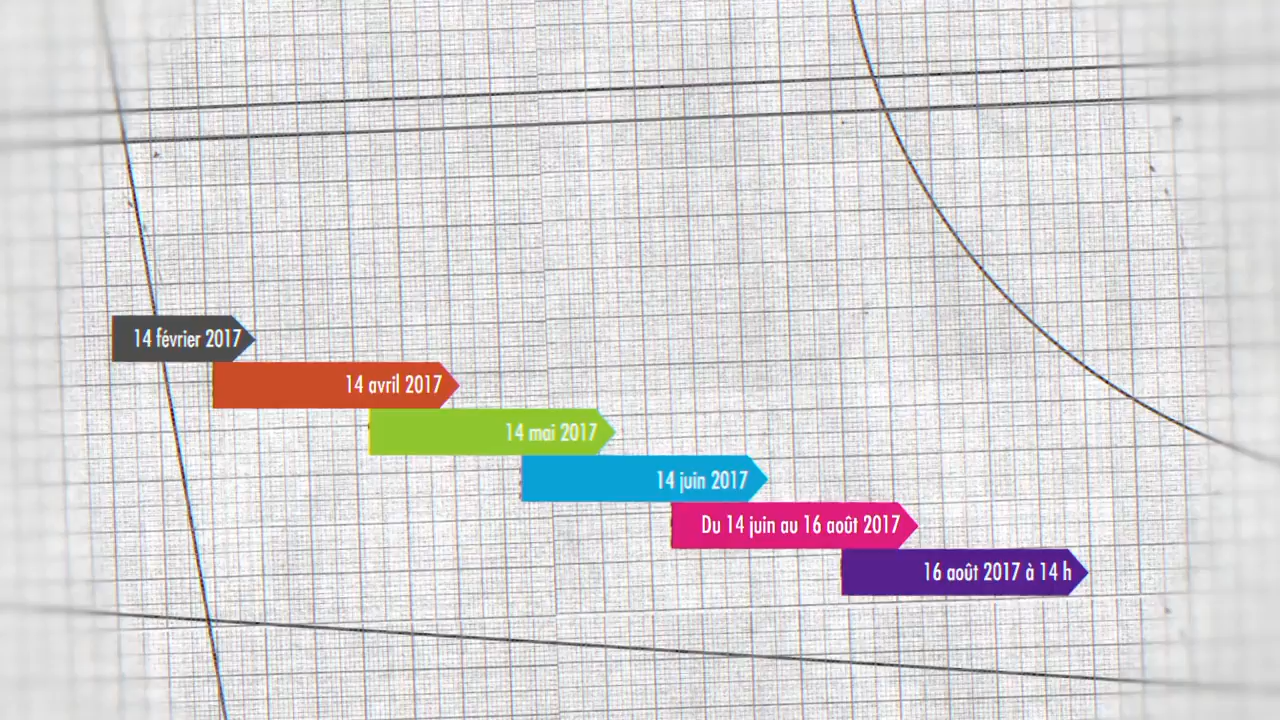 14 février 2017
14 avril 2017
14 mai 2017
14 juin 2017
Du 14 juin au 16 août 2017
16 août 2017 à 14 h